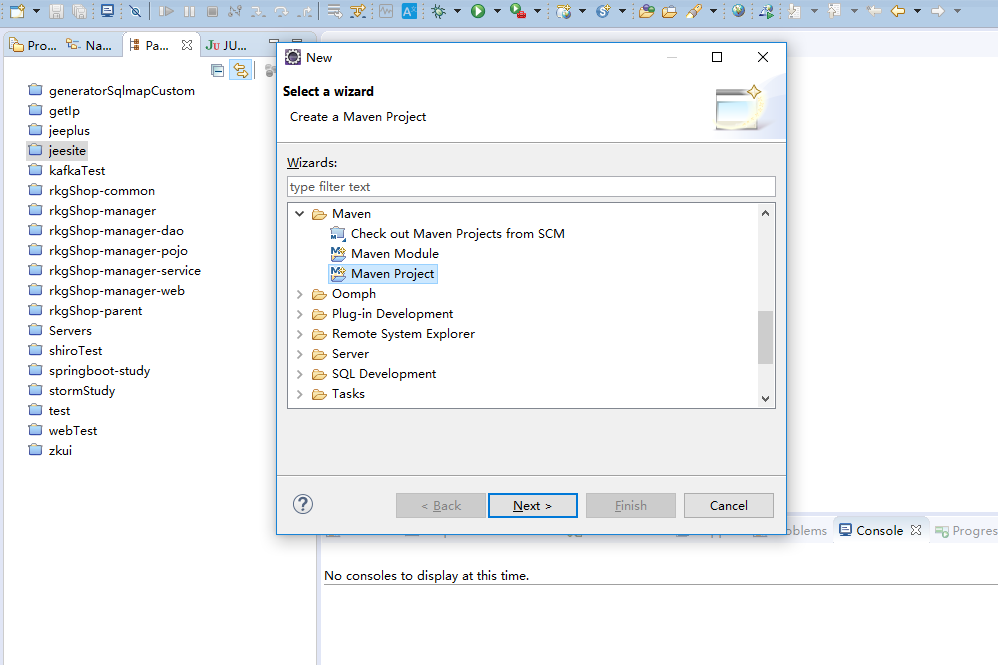 Pro...
Na...
Pa...
JU...
generatorSqlmapCustom
getIp
jeeplus
jeesite
kafkaTest
rkgShop-common
rkgShop-manager
rkgShop-manager-dao
rkgShop-manager-pojo
rkgShop-manager-service
rkgShop-manager-web
rkgShop-parent
Servers
shiroTest
springboot-study
stormStudy
test
webTest
zkui
New
Select a wizard
Create a Maven Project
Wizards:
type filter text
Maven
Check out Maven Projects from SCM
Maven Module
Maven Project
Oomph
Plug-in Development
Remote System Explorer
Server
SQL Development
Tasks
< Back
Next >
Finish
Cancel
oblems
Console
Progres
No consoles to display at this time.